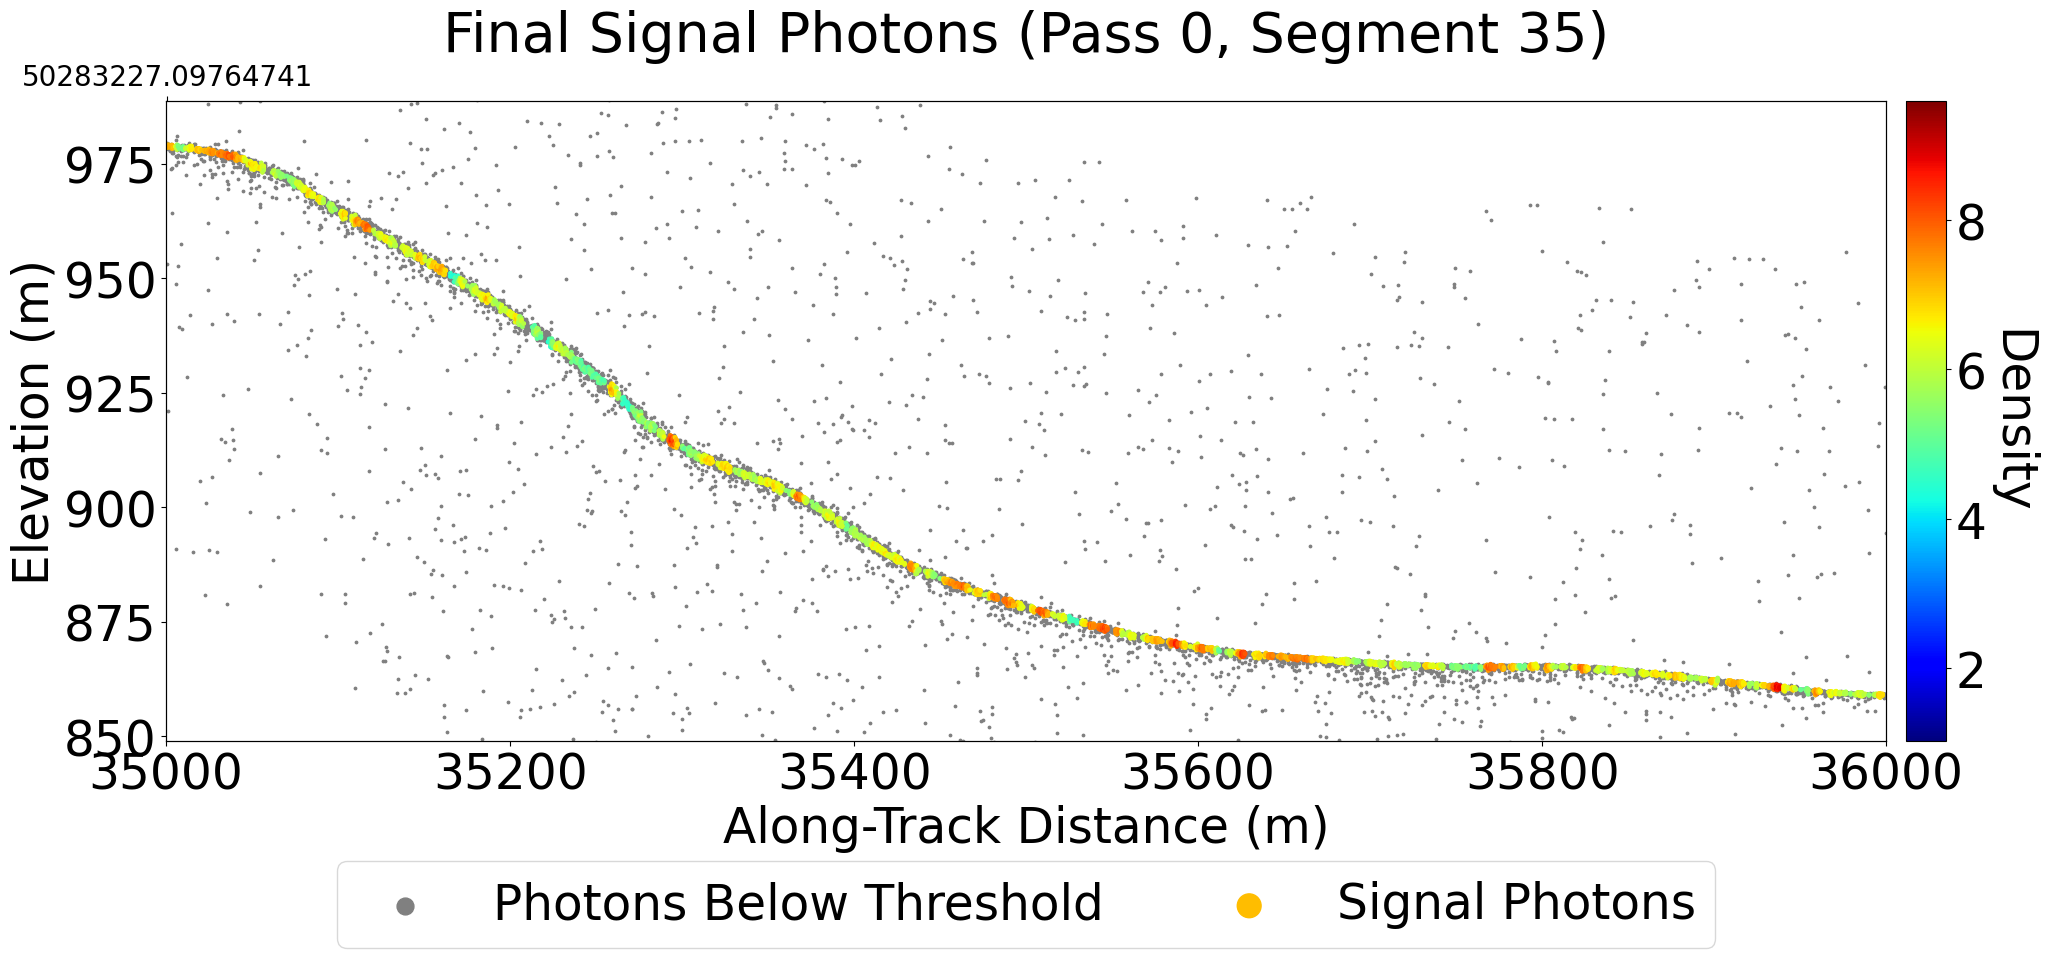 Final Signal Photons (Pass 0, Segment 35)
50283227.09764741
975
950
925
900
875
850
Elevation (m)
35000 35200 35400 35600 35800 36000
Along-Track Distance (m)
8
6
4
2
Density
Photons Below Threshold Signal Photons